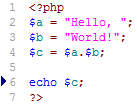 1 <?php
2 $a = "Hello, ";
3 $b = "World!";
4 $c = $a.$b;
5
6 echo $c;
7 ?>